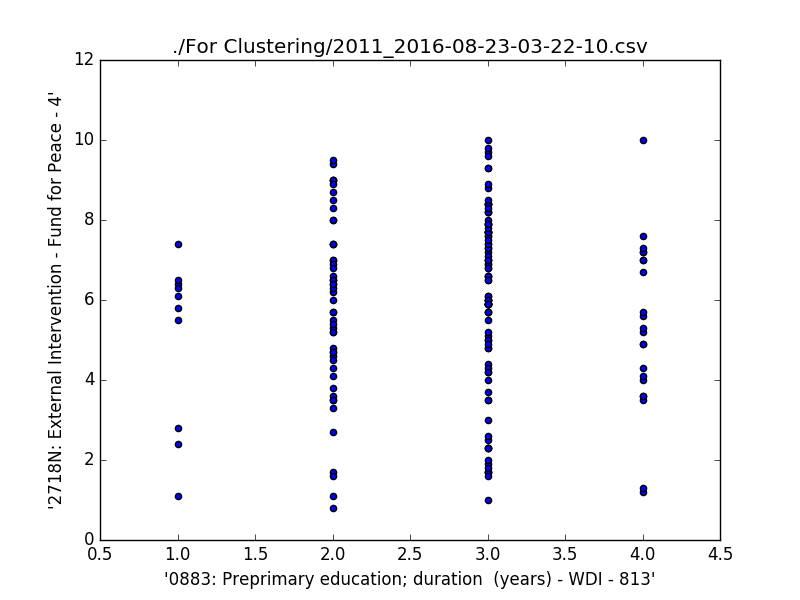 ./For Clustering/2011_2016-08-23-03-22-10.csv
12
10
8
6
4
2
0
'2718N: External Intervention - Fund for Peace - 4'
0.5 1.0 1.5 2.0 2.5 3.0 3.5 4.0 4.5
'0883: Preprimary education; duration  (years) - WDI - 813'